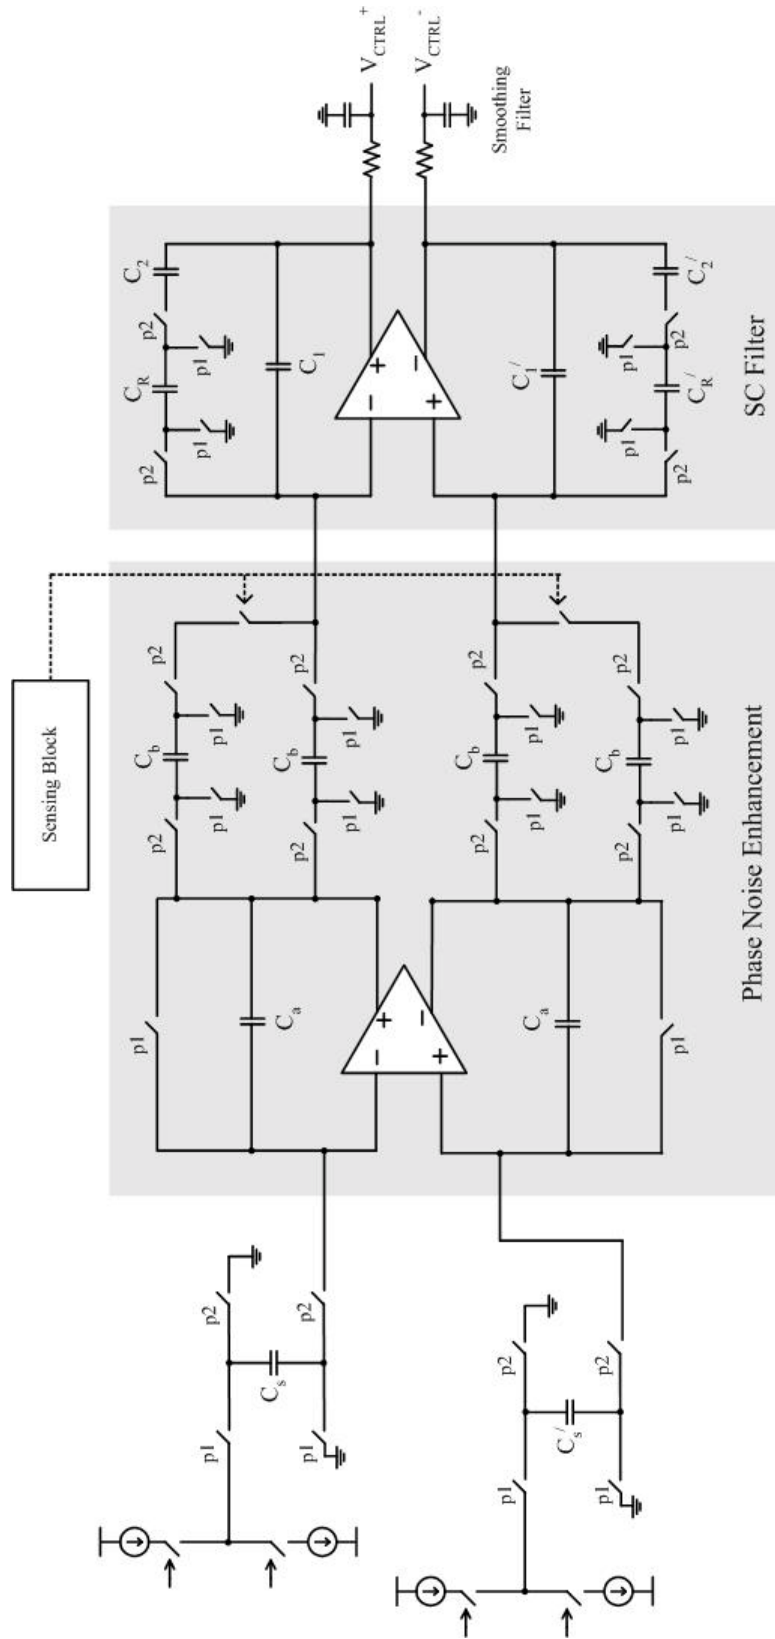 Sensing Block
p1
p2
C_b
p2
p2
C_R
p2
C_2
p1
p1
p1
p1
p1
p2
C_s
p1
p2
C_a
p2
C_b
p2
C_1
p1
p1
− +
− +
V_CTRL^+
+ −
+ −
V_CTRL^-
p1
p2
C_s^/
p1
p2
C_a
p2
C_b
p2
C_1^/
p1
p1
Smoothing
Filter
p1
p2
C_b
p2
p1
p1
p1
p1
p2
C_R^/
p2
C_2^/
Phase Noise Enhancement
SC Filter